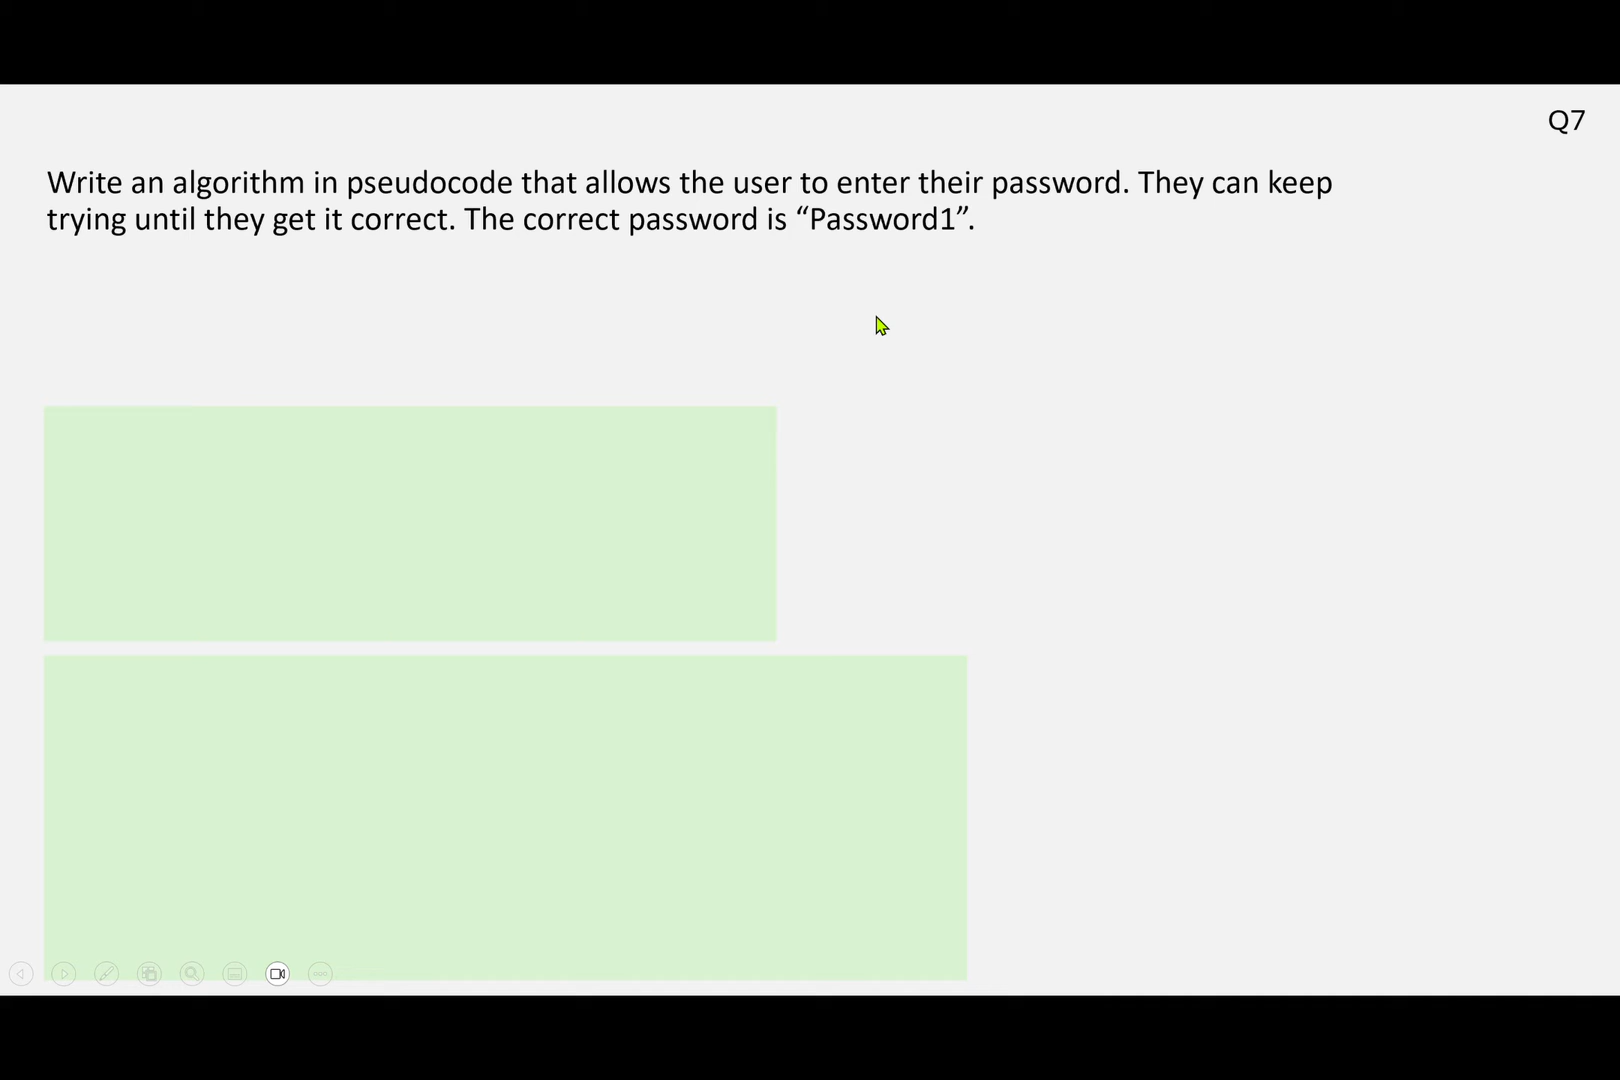 Q7
Write an algorithm in pseudocode that allows the user to enter their password. They can keep
trying until they get it correct. The correct password is “Password1”.